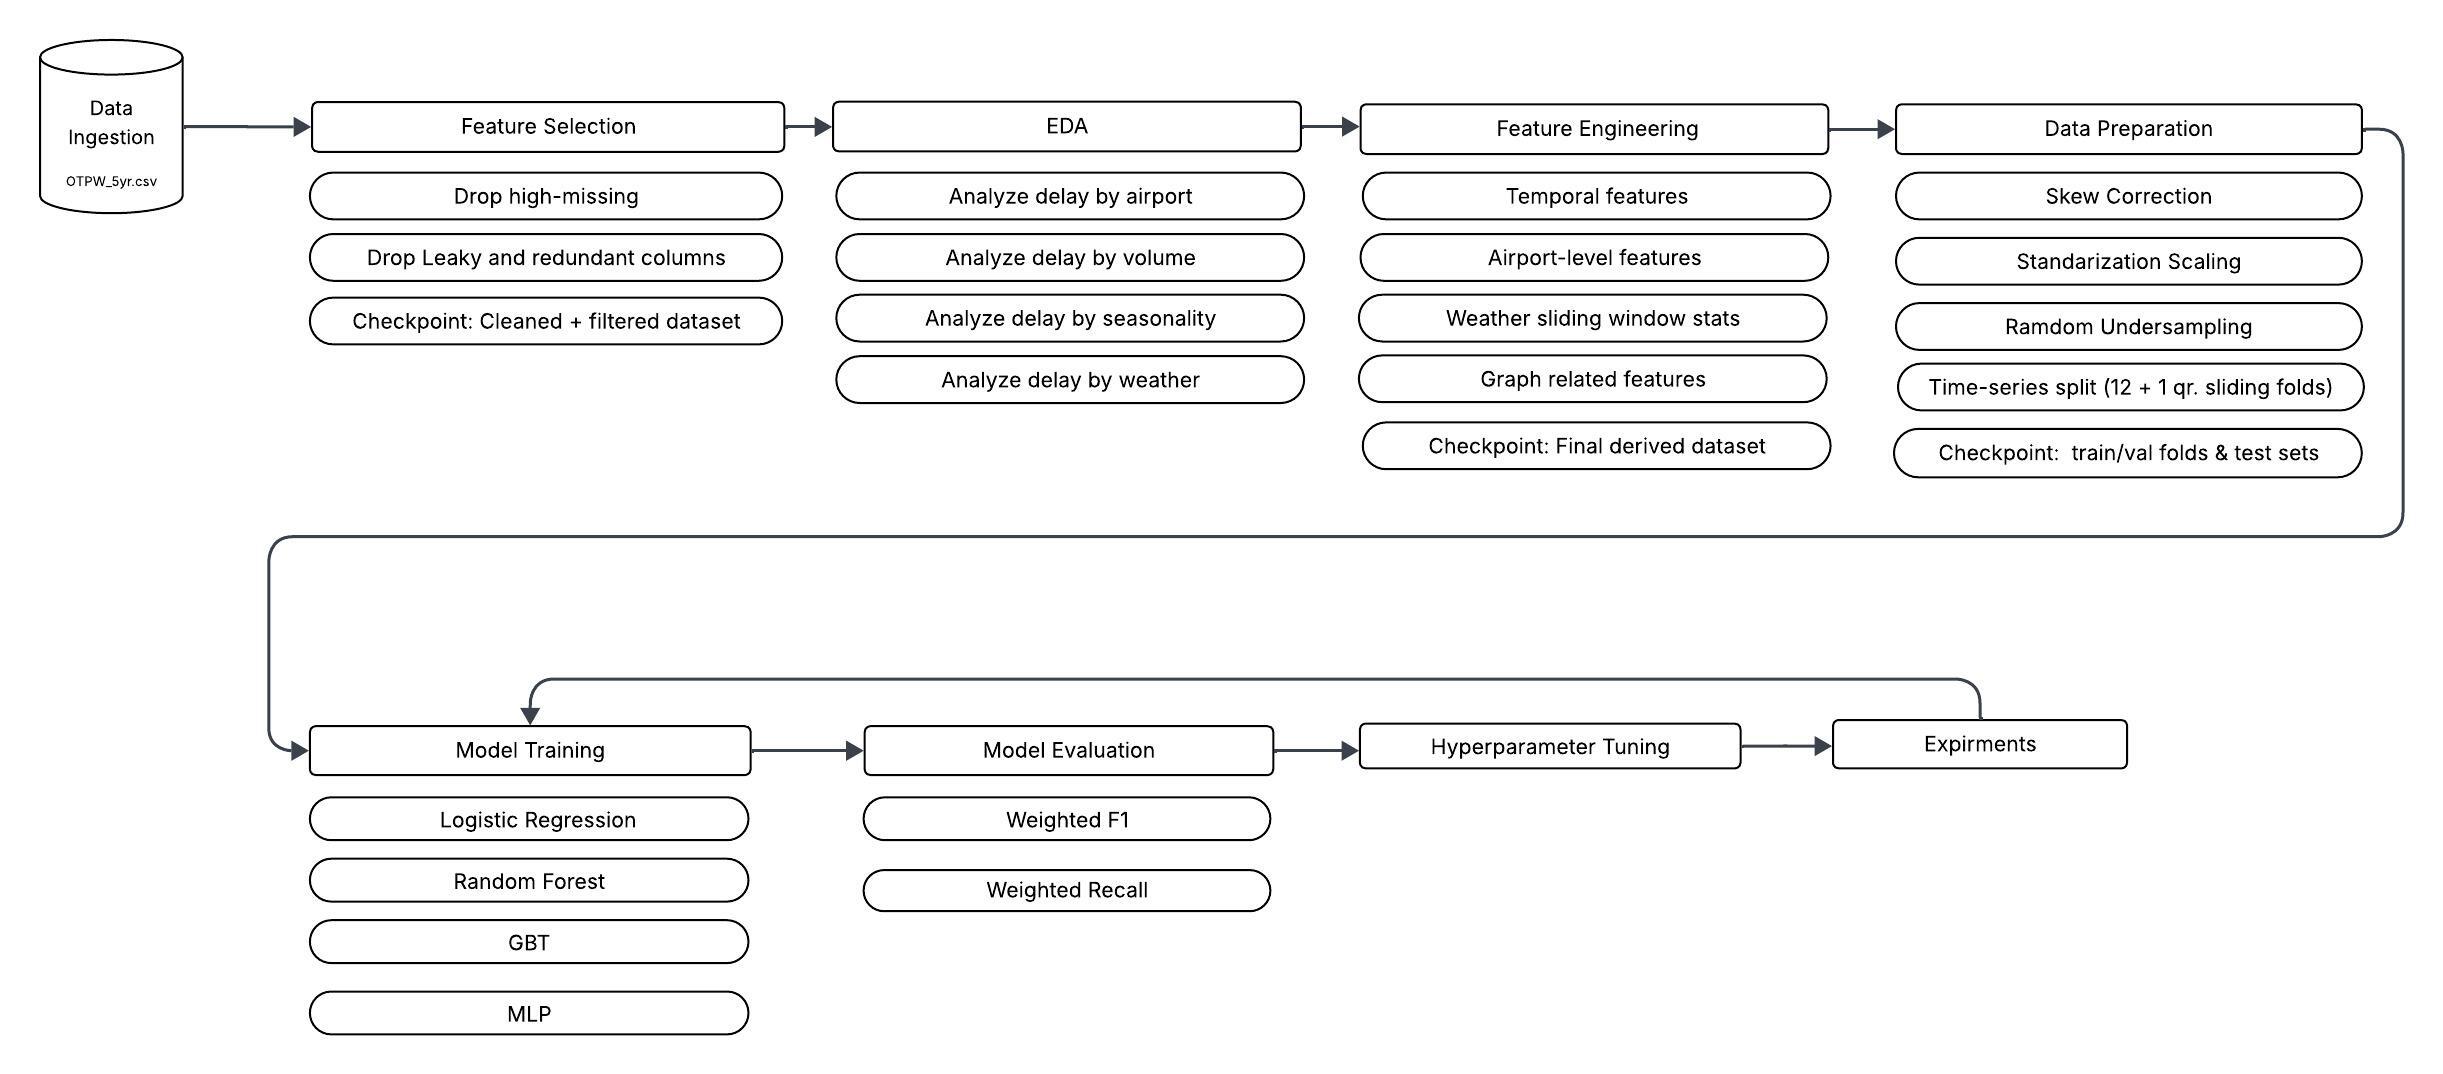 Data
Ingestion
OTPW_5yr.csv
Feature Selection
Drop high-missing
Drop Leaky and redundant columns
Checkpoint: Cleaned + filtered dataset
EDA
Analyze delay by airport
Analyze delay by volume
Analyze delay by seasonality
Analyze delay by weather
Feature Engineering
Temporal features
Airport-level features
Weather sliding window stats
Graph related features
Checkpoint: Final derived dataset
Data Preparation
Skew Correction
Standarization Scaling
Ramdom Undersampling
Time-series split (12 + 1 qr. sliding folds)
Checkpoint:  train/val folds & test sets
Model Training
Logistic Regression
Random Forest
GBT
MLP
Model Evaluation
Weighted F1
Weighted Recall
Hyperparameter Tuning
Expirments